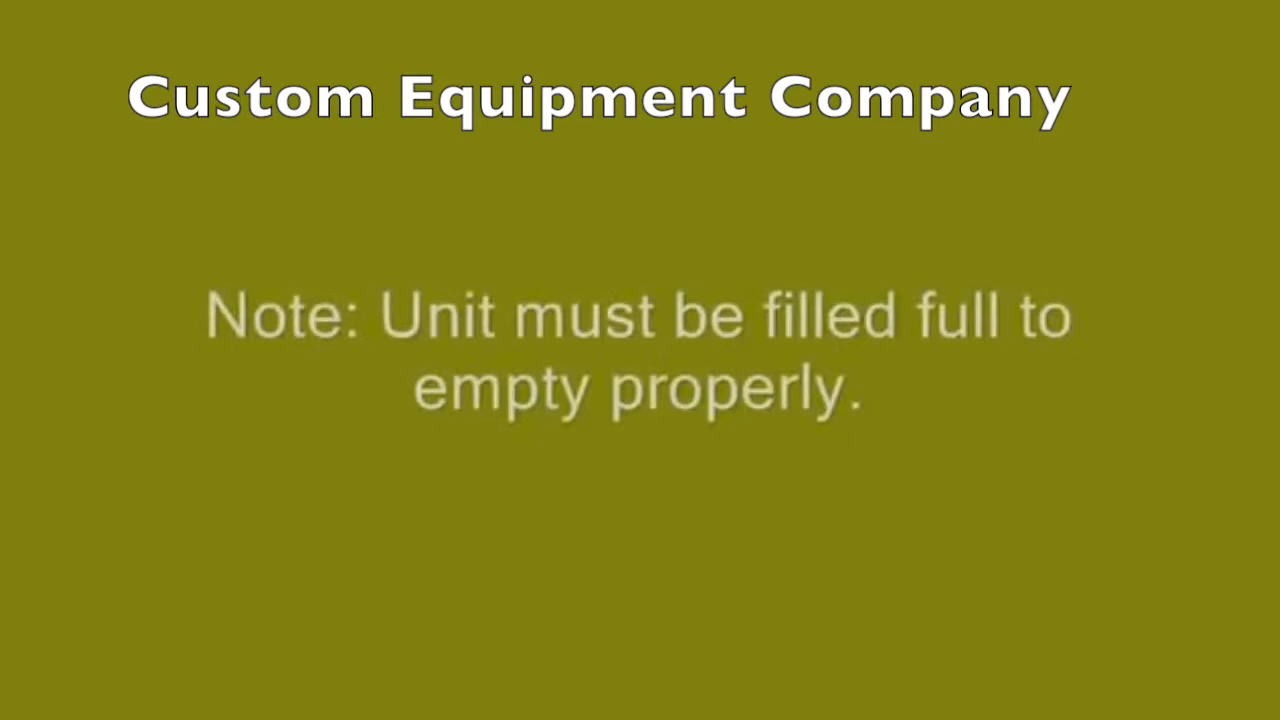 Custom Equipment Company
Note: Unit must be filled full to
empty properly.